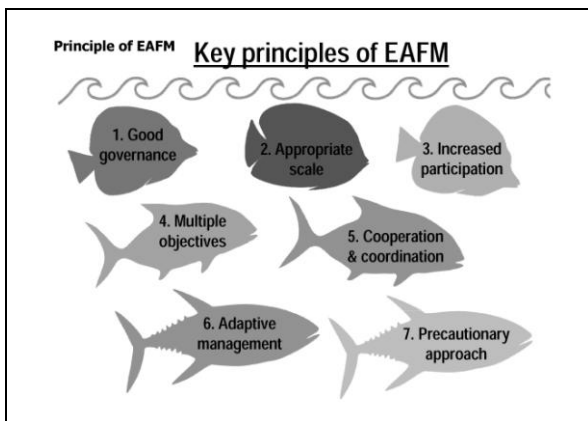 Principle of EAFM
Key principles of EAFM
1. Good
governance
2. Appropriate
scale
3. Increased
participation
4. Multiple
objectives
5. Cooperation
& coordination
6. Adaptive
management
7. Precautionary
approach